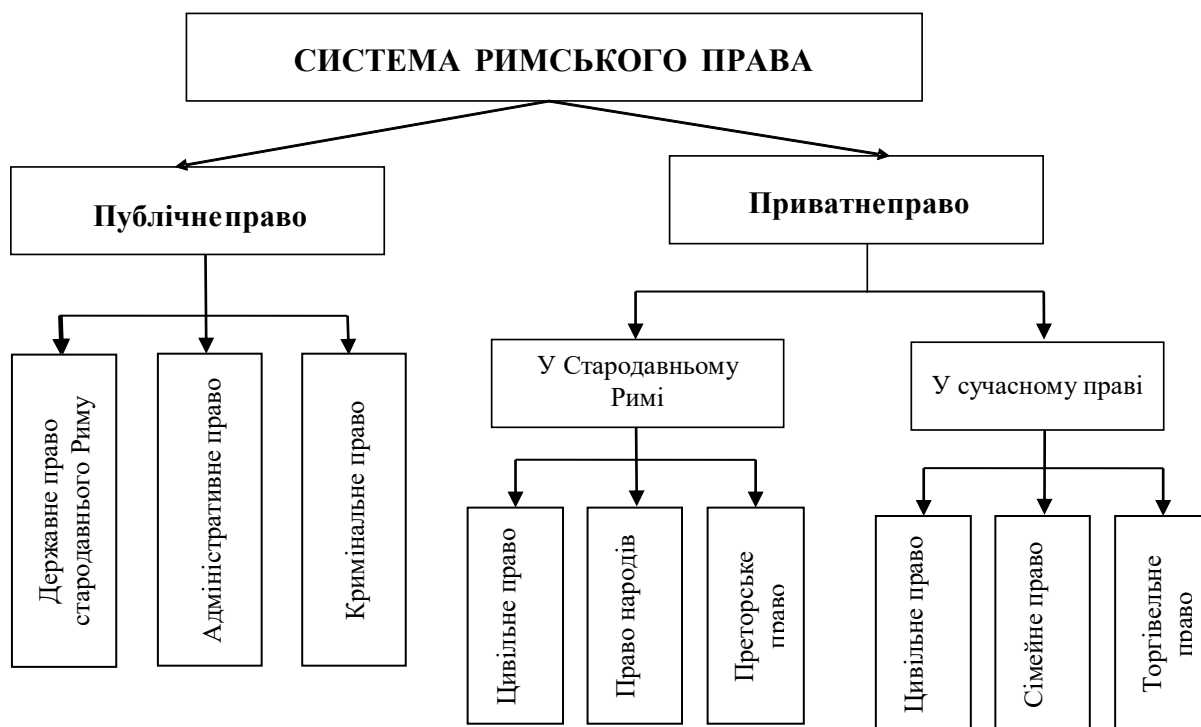 СИСТЕМА РИМСЬКОГО ПРАВА
Публічнеправо
Приватнеправо
Державне право
стародавнього Риму
Адміністративне право
Кримінальне право
У Стародавньому
Римі
У сучасному праві
Цивільне право
Право народів
Преторське
право
Цивільне право
Сімейне право
Торгівельне
право